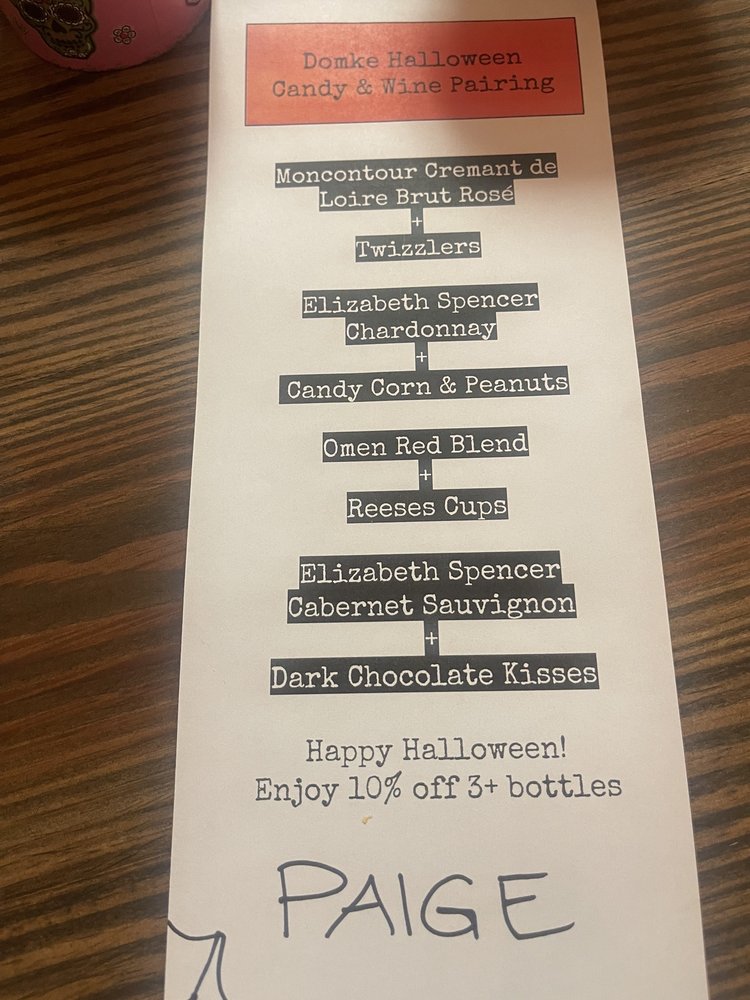 Domke Halloween
Candy & Wine Pairing
Moncontour Cremant de
Loire Brut Rosé
+
Twizzlers
Elizabeth Spencer
Chardonnay
+
Candy Corn & Peanuts
Omen Red Blend
+
Reeses Cups
Elizabeth Spencer
Cabernet Sauvignon
+
Dark Chocolate Kisses
Happy Halloween!
Enjoy 10% off 3+ bottles
PAIGE